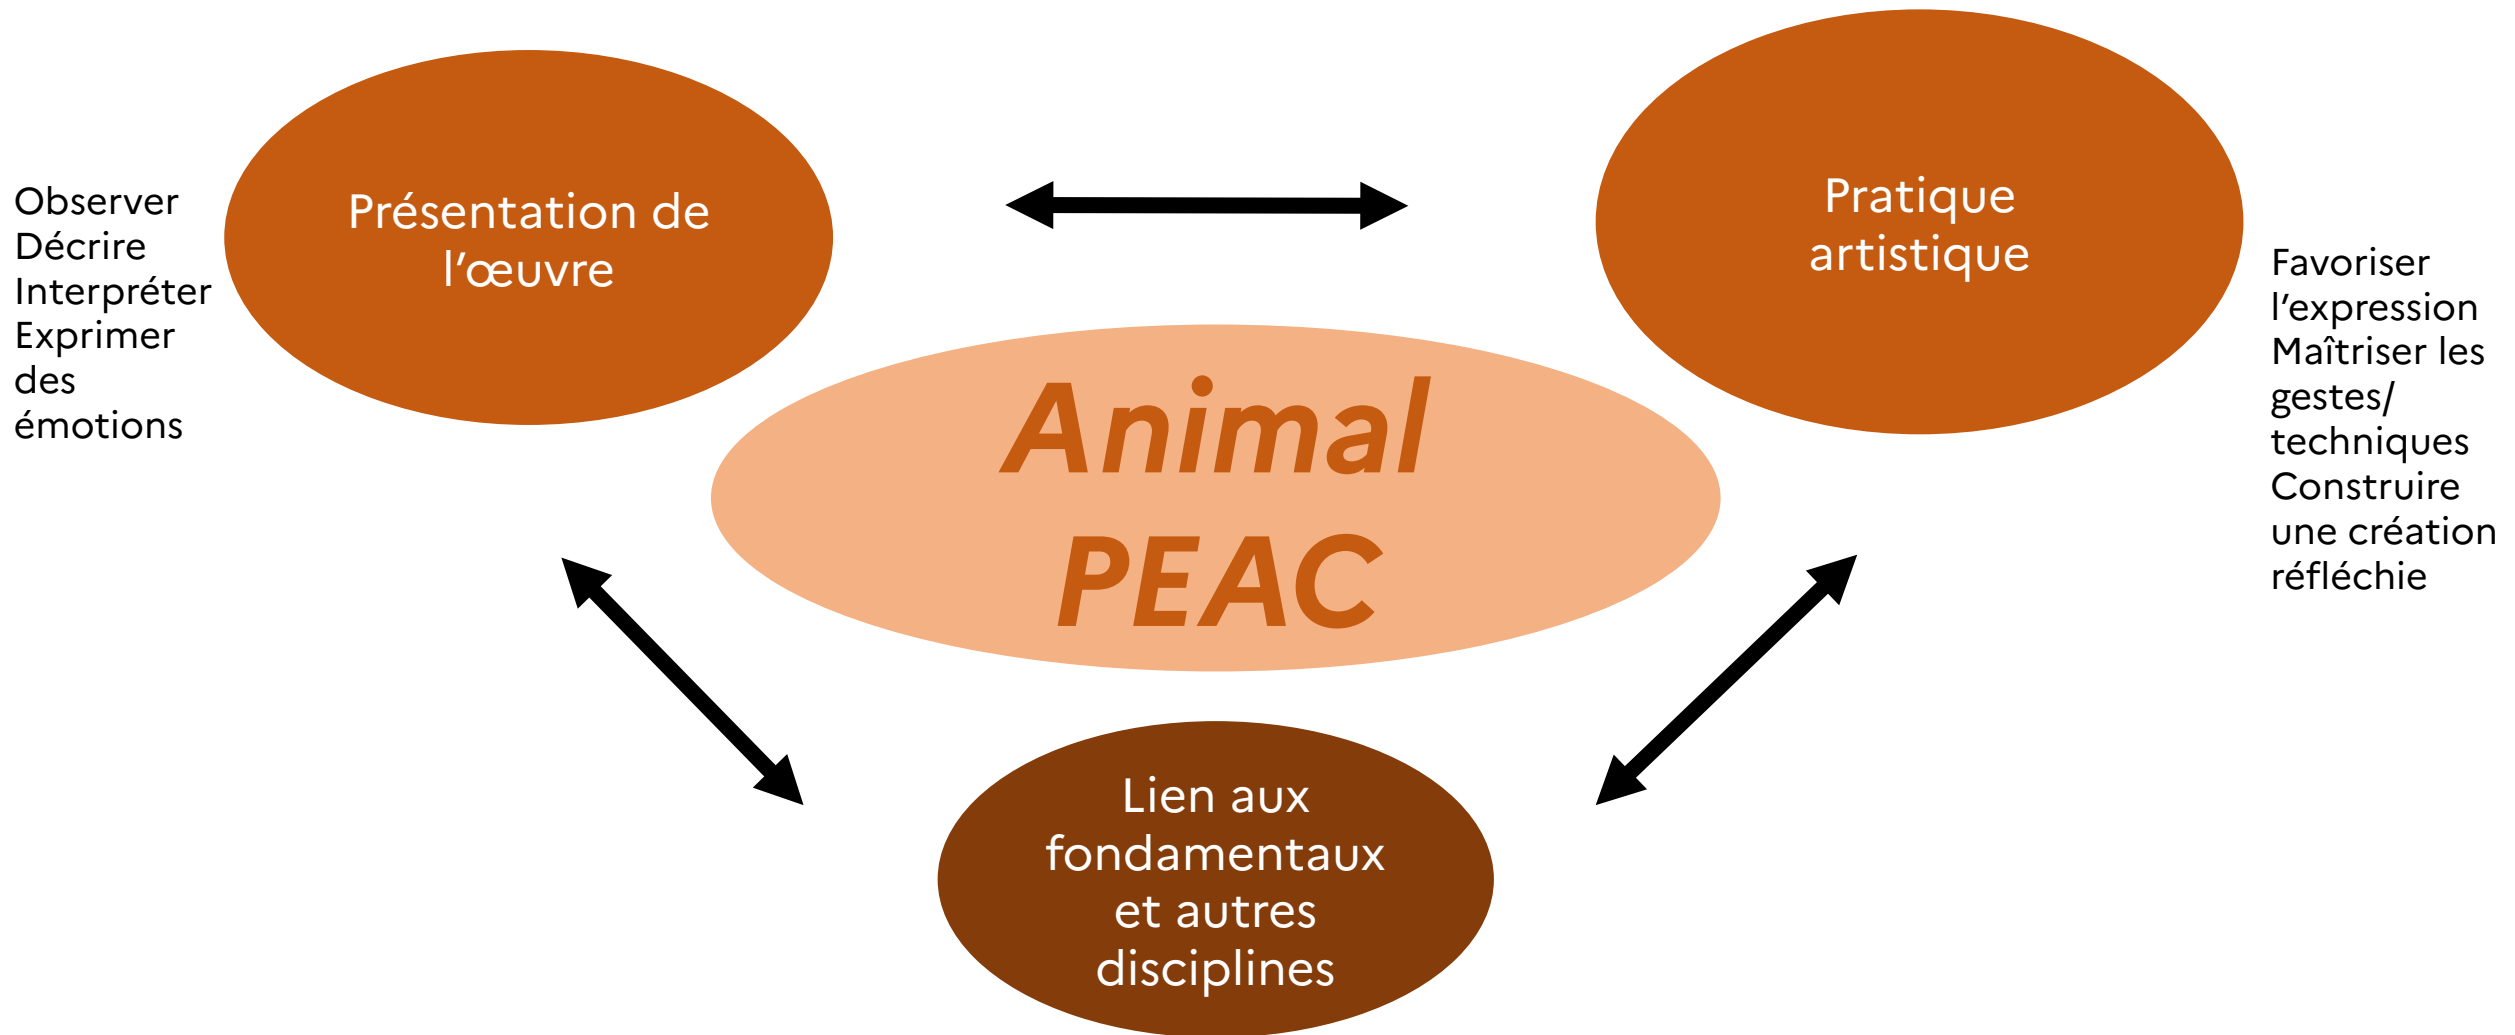 Observer
Décrire
Interpréter
Exprimer
des
émotions
Présentation de
l’œuvre
Pratique
artistique
Favoriser
l’expression
Maîtriser les
gestes/
techniques
Construire
une création
réfléchie
Animal
PEAC
Lien aux
fondamentaux
et autres
disciplines